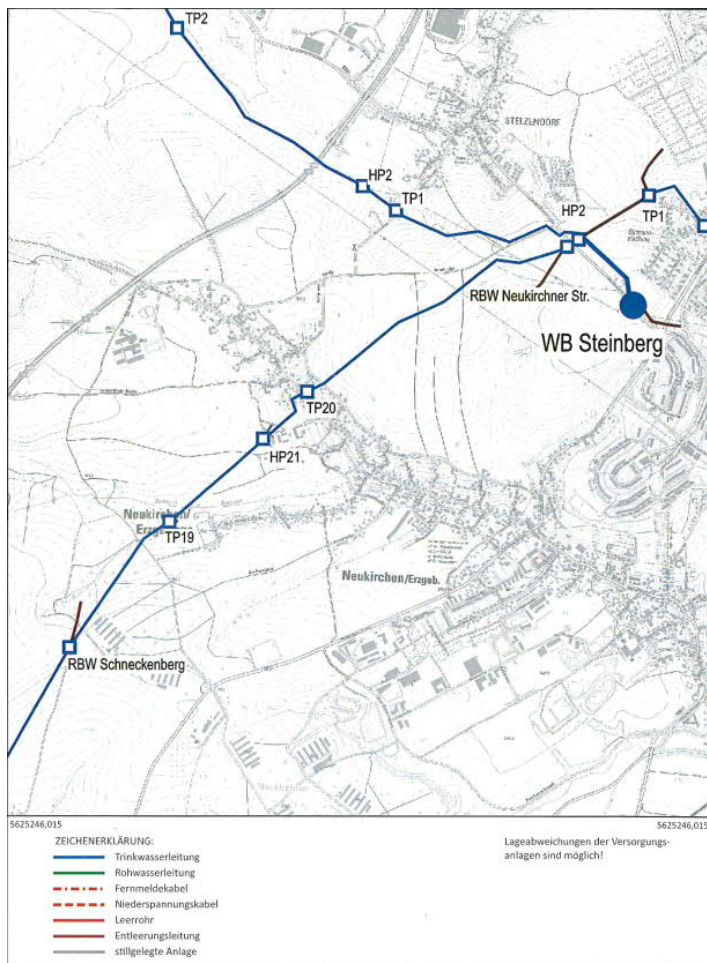 TP2
STELZENDORF
HP2
TP1
HP2
TP1
RBW Neukirchner Str.
WB Steinberg
TP20
HP21
Neukirchen/
TP19
Neukirchen/Erzgeb.
RBW Schneckenberg
5625246,015
5625246,015
ZEICHENERKLÄRUNG:
Trinkwasserleitung
Rohwasserleitung
Fernmeldekabel
Niederspannungskabel
Leerrohr
Entleerungsleitung
stillgelegte Anlage
Lageabweichungen der Versorgungs-
anlagen sind möglich!